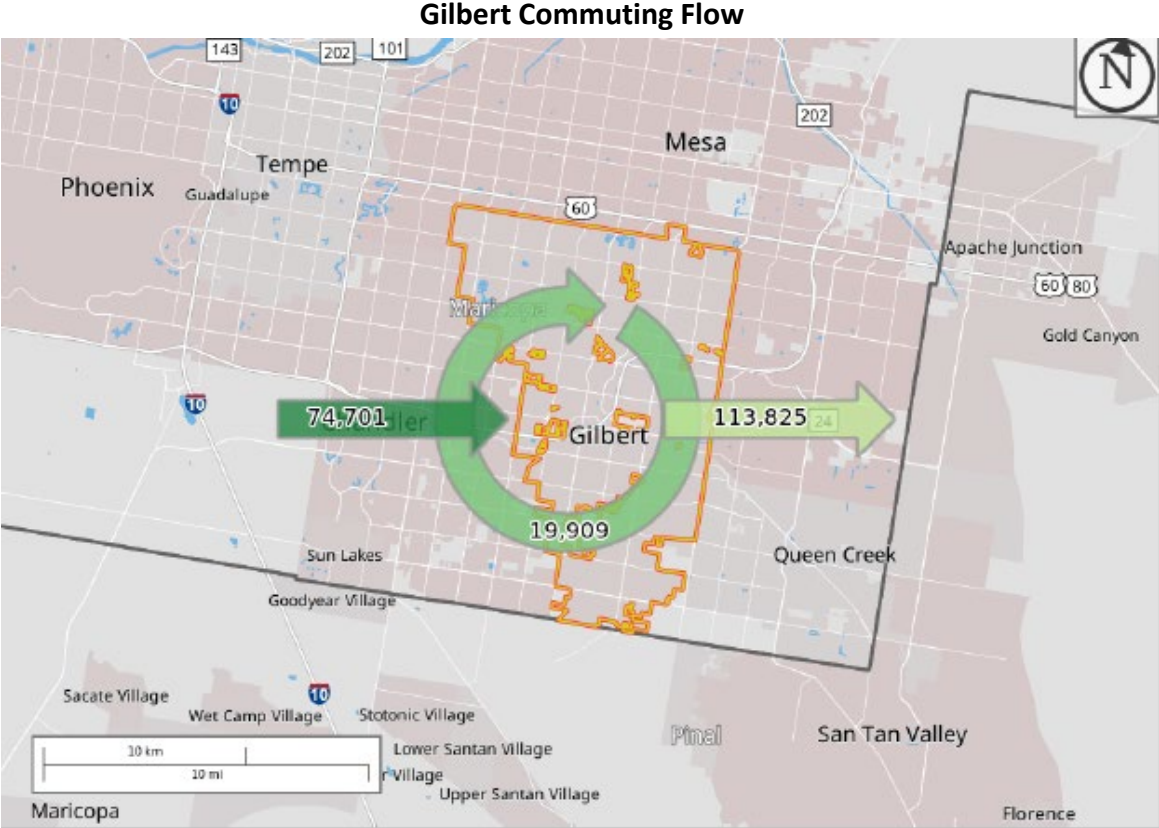 Gilbert Commuting Flow
143
202
101
N
10
202
Mesa
Tempe
Phoenix
Guadalupe
60
Apache Junction
60 80
Maricopa
Gold Canyon
10
74,701
Chandler
113,825
24
Gilbert
19,909
Sun Lakes
Queen Creek
Goodyear Village
10
Sacate Village
Wet Camp Village
Stotonic Village
Pinal
San Tan Valley
10 km
Lower Santan Village
10 mi
r Village
Upper Santan Village
Maricopa
Florence